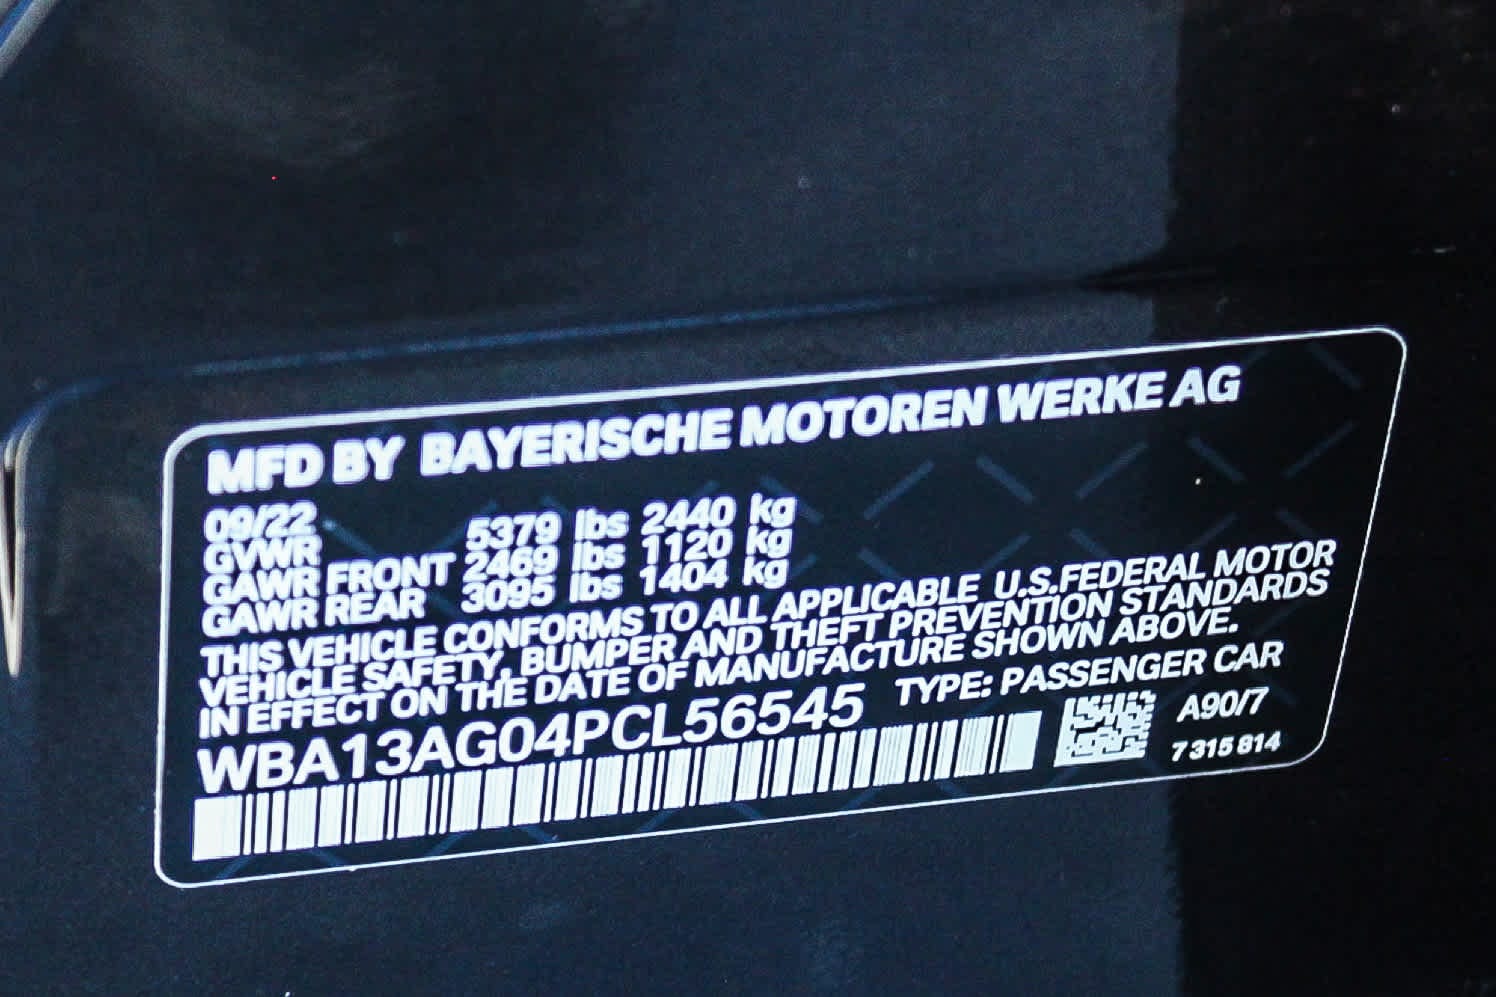 MFD BY BAYERISCHE MOTOREN WERKE AG
09/22
GVWR 5379 lbs 2440 kg
GAWR FRONT 2469 lbs 1120 kg
GAWR REAR 3095 lbs 1404 kg
THIS VEHICLE CONFORMS TO ALL APPLICABLE U.S.FEDERAL MOTOR
VEHICLE SAFETY, BUMPER AND THEFT PREVENTION STANDARDS
IN EFFECT ON THE DATE OF MANUFACTURE SHOWN ABOVE.
WBA13AG04PCL56545 TYPE: PASSENGER CAR
A90/7
7 315 814